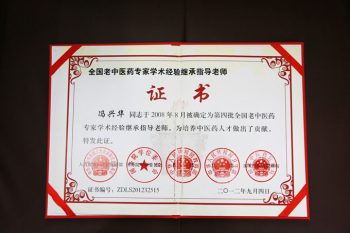 全国老中医药专家学术经验继承指导老师
证书
冯兴华 同志于2008年8月被确定为第四批全国老中医药
专家学术经验继承指导老师，为培养中医药人才做出了贡献，
特发此证。
证书编号：ZDLS201232515
二〇一二年九月四日